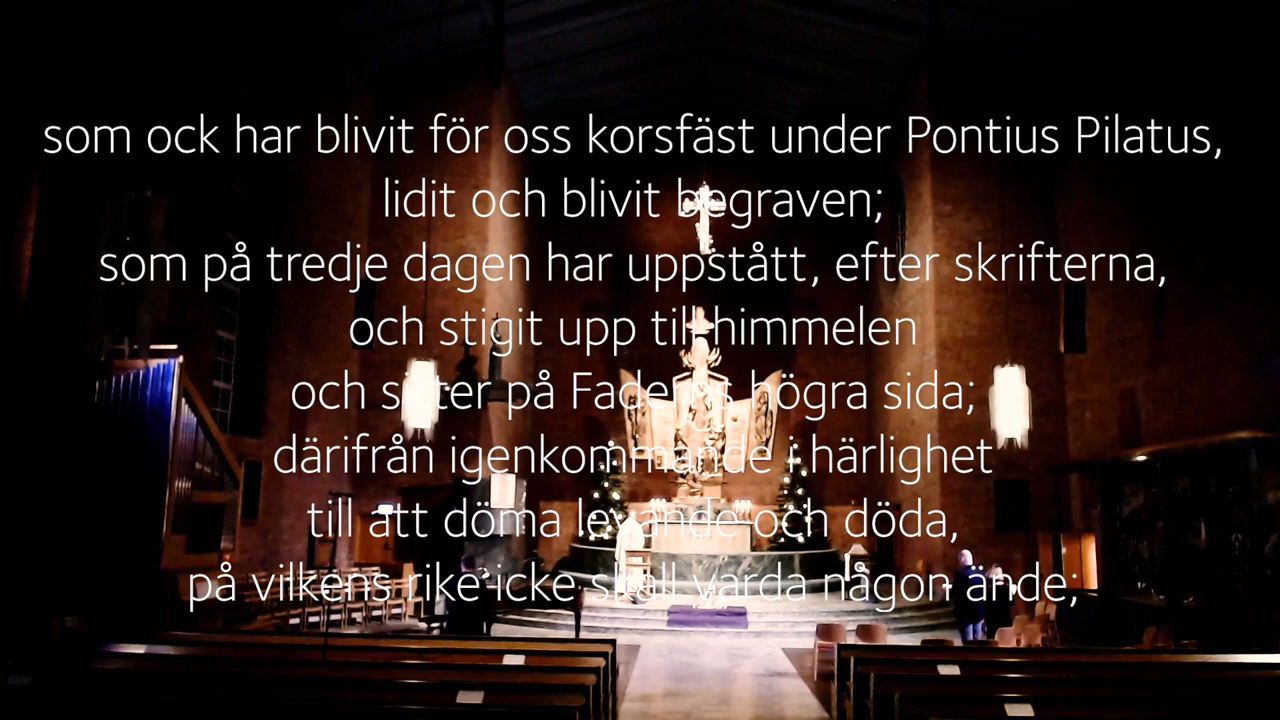 som ock har blivit för oss korsfäst under Pontius Pilatus,
lidit och blivit begraven;
som på tredje dagen har uppstått, efter skrifterna,
och stigit upp till himmelen
och sitter på Faderns högra sida;
därifrån igenkommande i härlighet
till att döma levande och döda,
på vilkens rike icke skall varda någon ände;